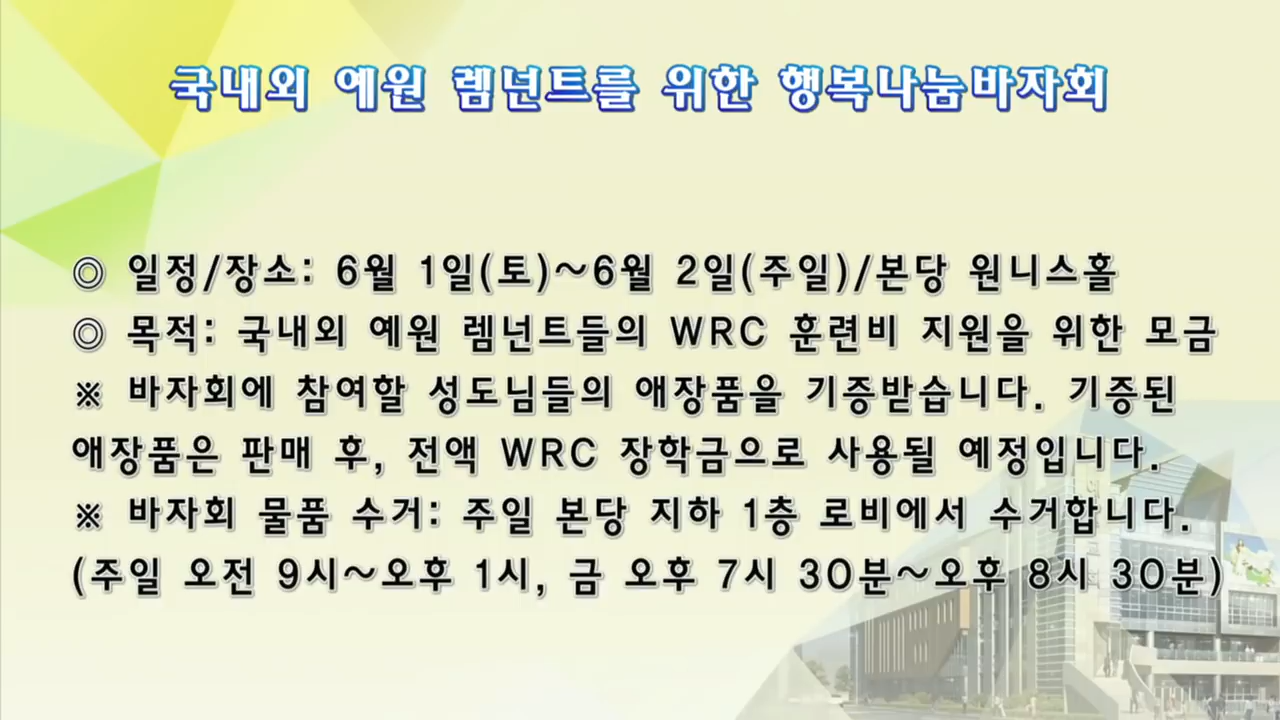 국내외 예원 렘넌트를 위한 행복나눔바자회
◎ 일정/장소: 6월 1일(토)~6월 2일(주일)/본당 원니스홀
◎ 목적: 국내외 예원 렘넌트들의 WRC 훈련비 지원을 위한 모금
※ 바자회에 참여할 성도님들의 애장품을 기증받습니다. 기증된
애장품은 판매 후, 전액 WRC 장학금으로 사용될 예정입니다.
※ 바자회 물품 수거: 주일 본당 지하 1층 로비에서 수거합니다.
(주일 오전 9시~오후 1시, 금 오후 7시 30분~오후 8시 30분)